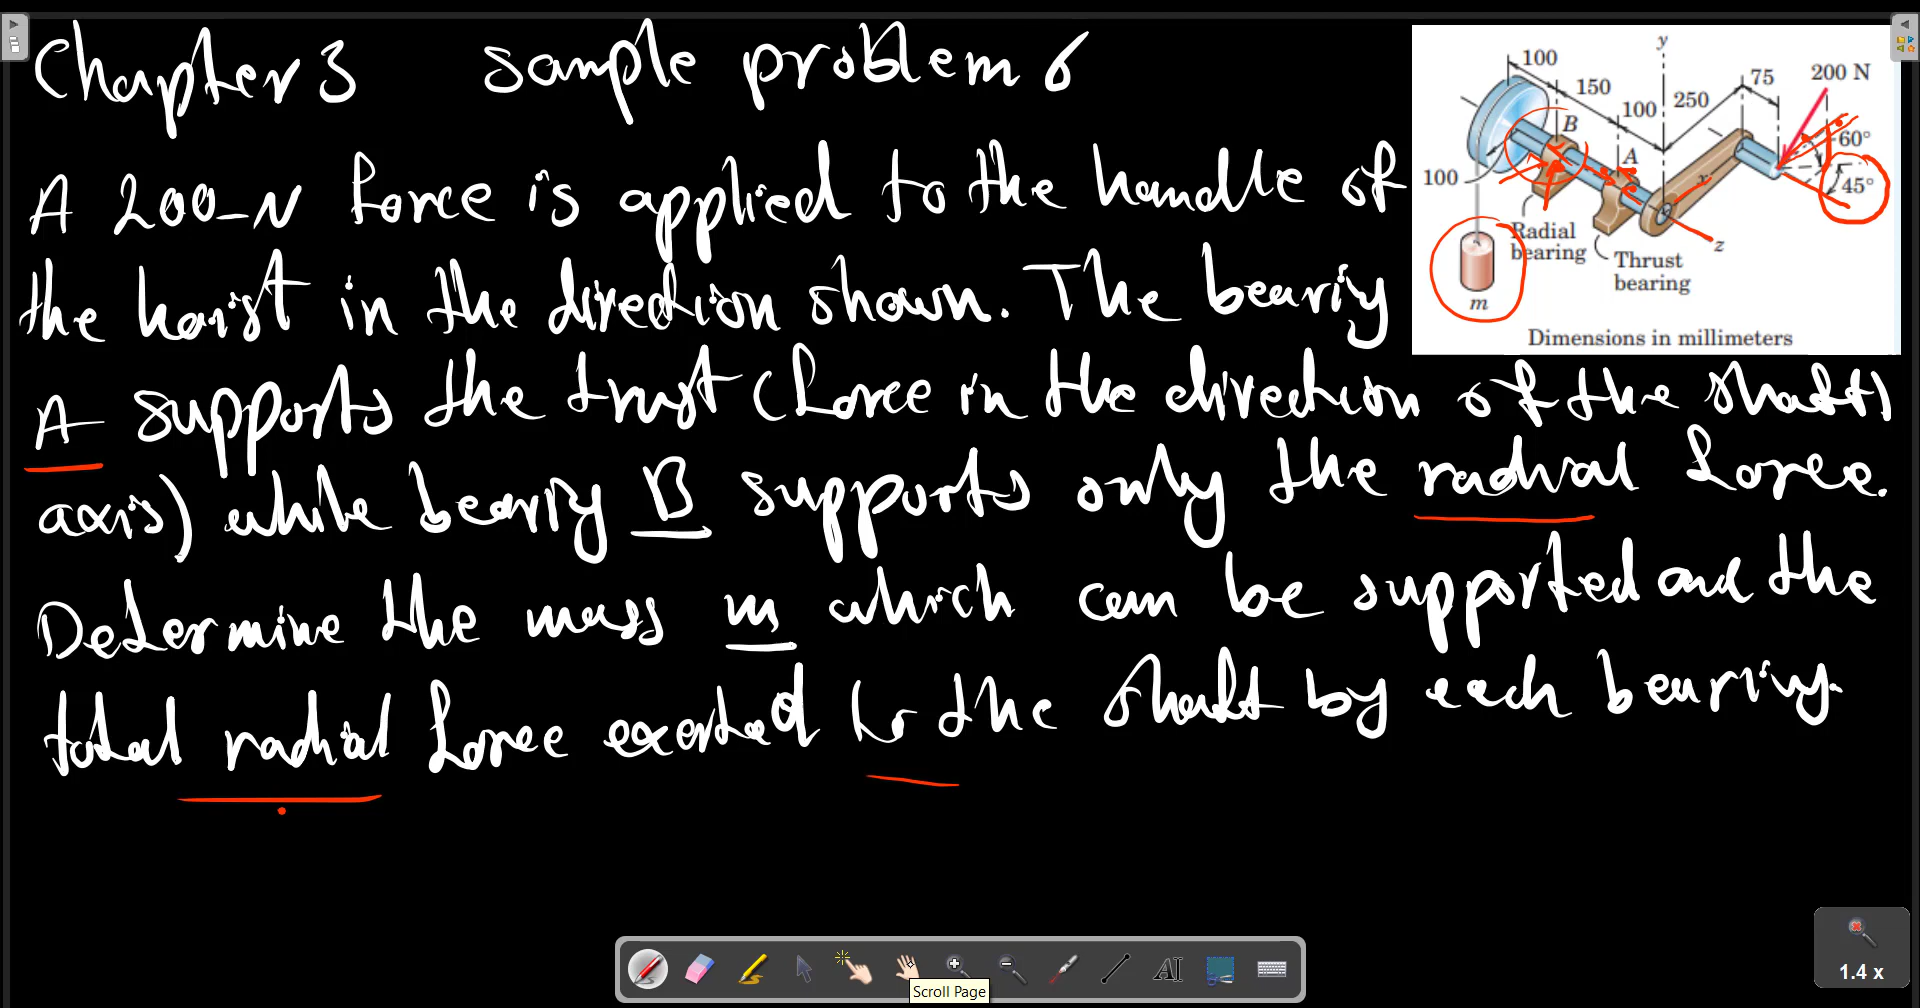 Chapter 3 sample problem 6
A 200-N force is applied to the handle of
the hoist in the direction shown. The bearing
A supports the trust (force in the direction of the shafts
axis) while bearing B supports only the radial force.
Determine the mass m which can be supported and the
total radial force exerted to the shaft by each bearing.
100
y
75
200 N
150
100
250
B
60°
A
100
x
45°
Radial
bearing
z
Thrust
bearing
m
Dimensions in millimeters
AI
Scroll Page
1.4 x